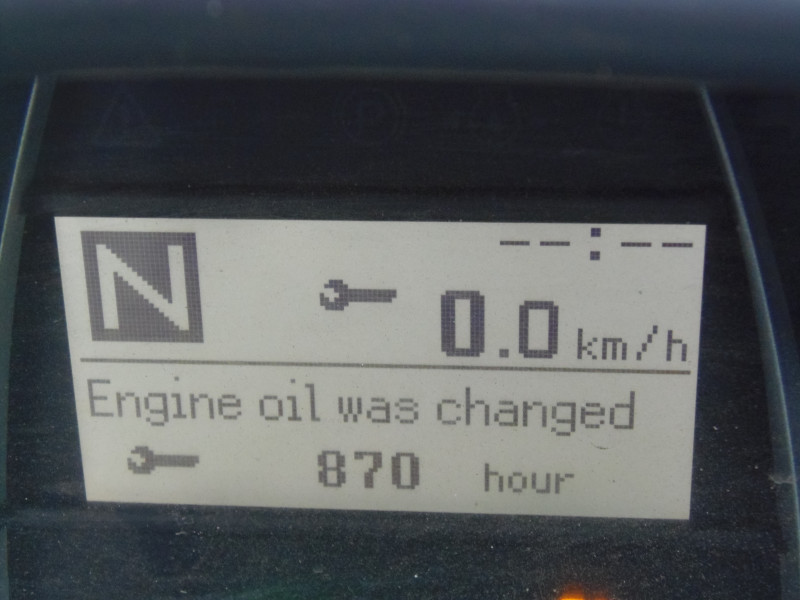 N
--:--
0.0 km/h
Engine oil was changed
870 hour